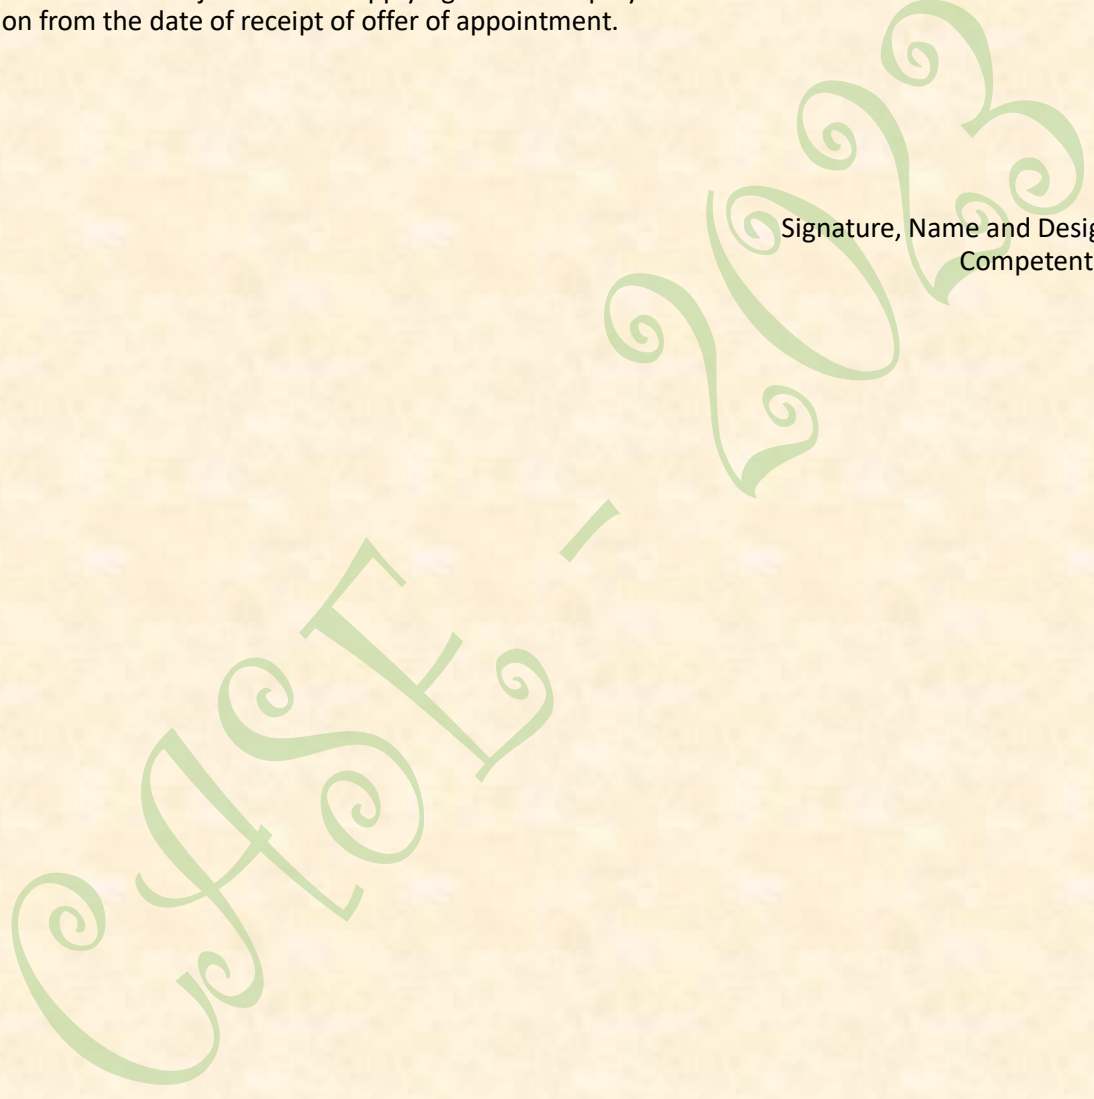 on from the date of receipt of offer of appointment.
Signature, Name and Desig
Competent
CASE - 2023